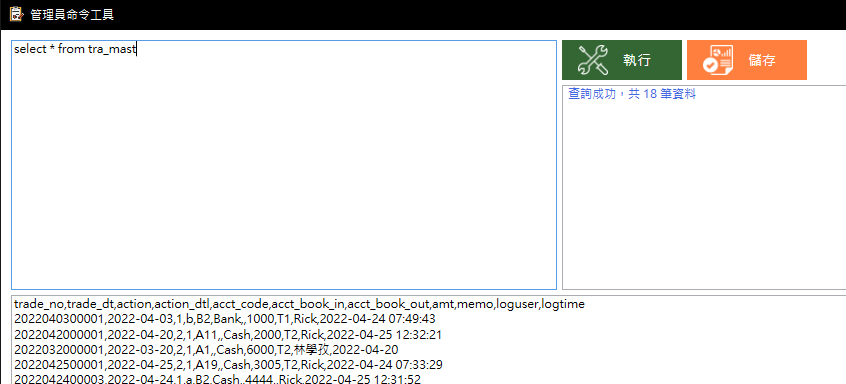 管理員命令工具
select * from tra_mast
執行
儲存
查詢成功，共 18 筆資料
trade_no,trade_dt,action,action_dtl,acct_code,acct_book_in,acct_book_out,amt,memo,loguser,logtime
2022040300001,2022-04-03,1,b,B2,Bank,,1000,T1,Rick,2022-04-24 07:49:43
2022042000001,2022-04-20,2,1,A11,,Cash,2000,T2,Rick,2022-04-25 12:32:21
2022032000001,2022-03-20,2,1,A1,,Cash,6000,T2,林學孜,2022-04-20
2022042500001,2022-04-25,2,1,A19,,Cash,3005,T2,Rick,2022-04-24 07:33:29
2022042400003,2022-04-24,1,a,B2,Cash,,4444,,Rick,2022-04-25 12:31:52